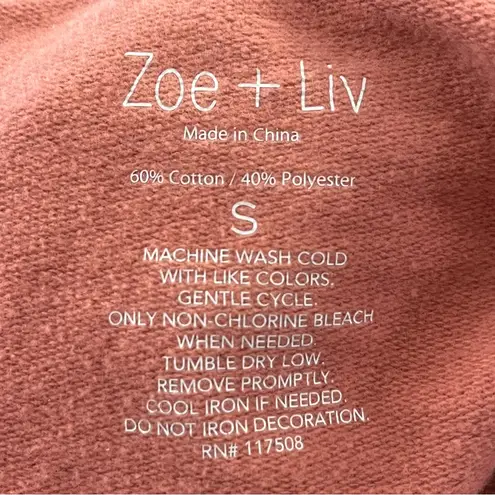 Zoe + Liv
Made in China
60% Cotton / 40% Polyester
S
MACHINE WASH COLD
WITH LIKE COLORS.
GENTLE CYCLE.
ONLY NON-CHLORINE BLEACH
WHEN NEEDED.
TUMBLE DRY LOW.
REMOVE PROMPTLY.
COOL IRON IF NEEDED.
DO NOT IRON DECORATION.
RN# 117508